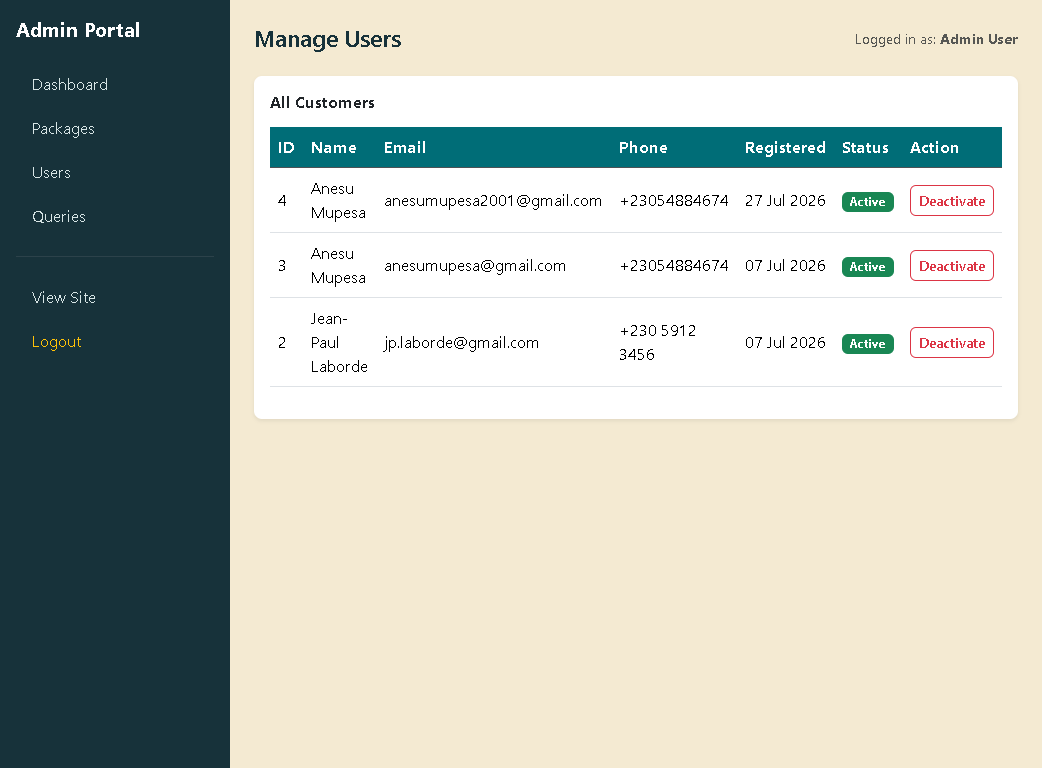 Admin Portal
Dashboard
Packages
Users
Queries
View Site
Logout
Manage Users
Logged in as: Admin User
All Customers
ID Name Email Phone Registered Status Action
4 Anesu Mupesa anesumupesa2001@gmail.com +23054884674 27 Jul 2026 Active Deactivate
3 Anesu Mupesa anesumupesa@gmail.com +23054884674 07 Jul 2026 Active Deactivate
2 Jean-Paul Laborde jp.laborde@gmail.com +230 5912 3456 07 Jul 2026 Active Deactivate